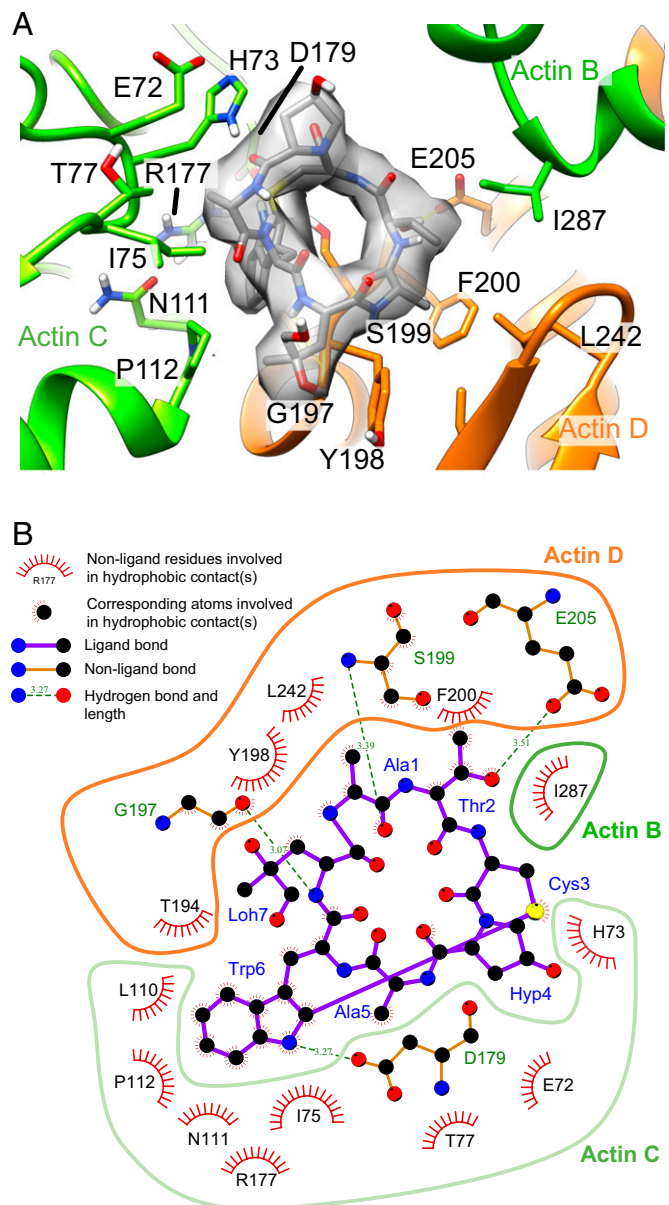 A
H73
D179
Actin B
E72
T77
R177
E205
I287
I75
N111
F200
Actin C
S199
L242
P112
G197
Actin D
Y198
B
Actin D
R177
Non-ligand residues involved
in hydrophobic contact(s)
Corresponding atoms involved
in hydrophobic contact(s)
Ligand bond
Non-ligand bond
3.27
Hydrogen bond and
length
E205
S199
L242
F200
Y198
3.39
Ala1
3.51
G197
Thr2
I287
Actin B
3.07
Cys3
T194
Loh7
H73
Trp6
Hyp4
L110
Ala5
3.27
D179
P112
E72
I75
N111
T77
R177
Actin C